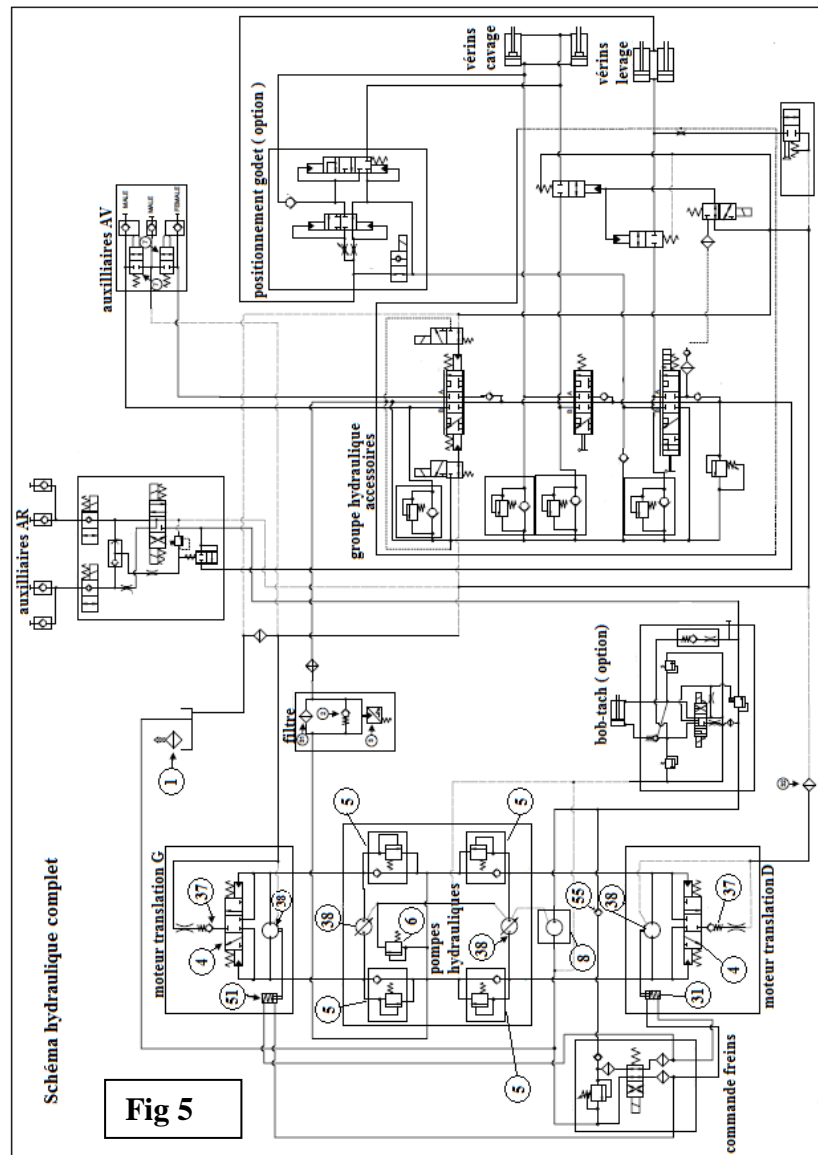 Schéma hydraulique complet
Fig 5
auxilliaires AV
MALE
MALE
FEMALE
positionnement godet ( option )
vérins
cavage
vérins
levage
auxilliaires AR
groupe hydraulique
accessoires
B A
B A
B A
1
filtre
2
bob-tach ( option )
moteur translation G
37
4
38
51
5
5
38
6
pompes
hydrauliques
38
8
5
5
55
38
37
4
31
moteur translation D
commande freins